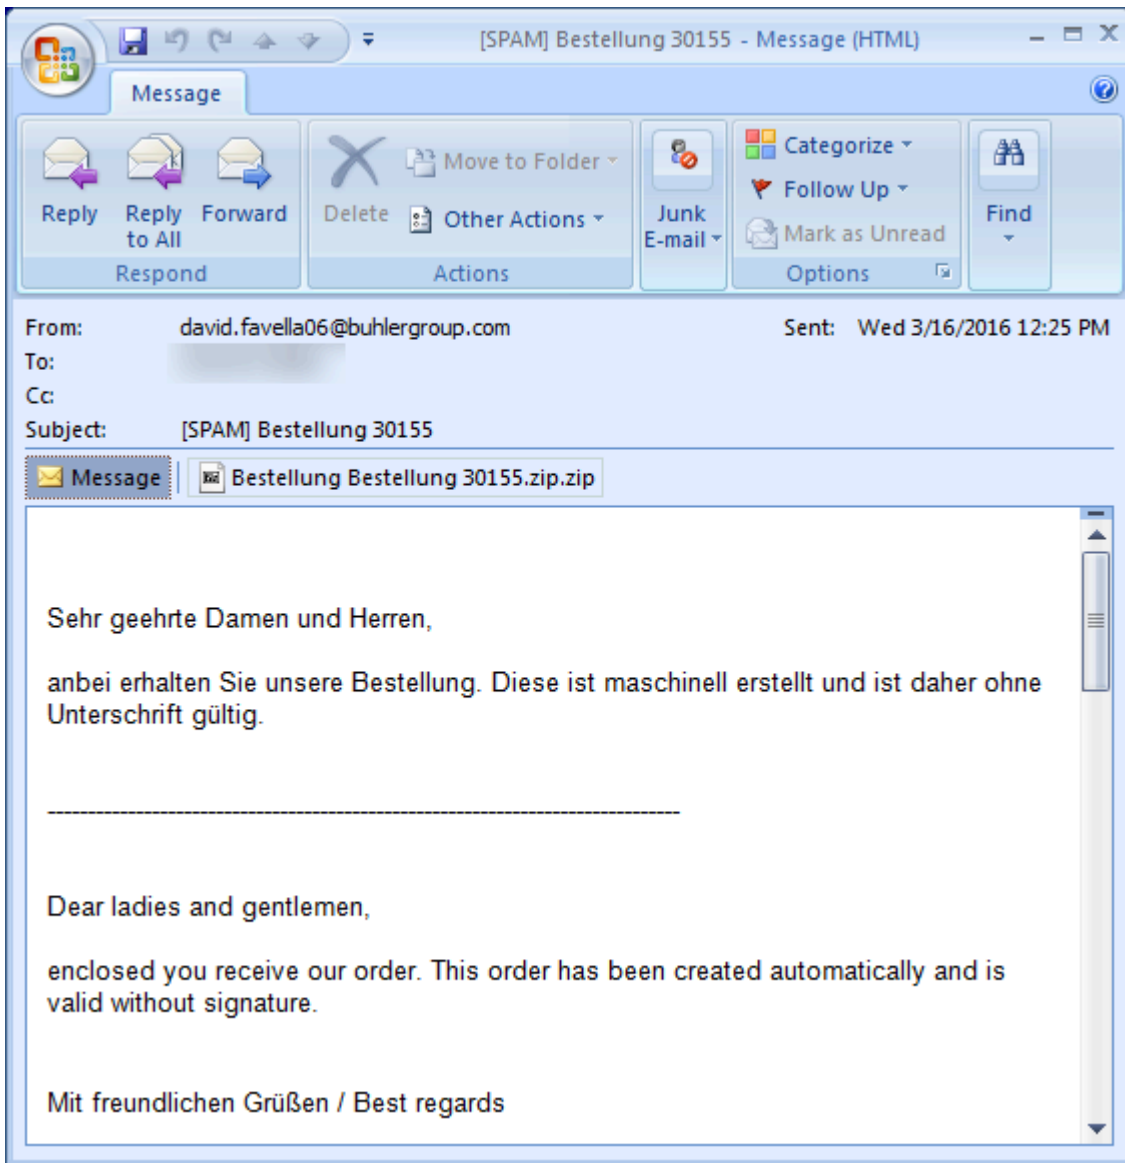 [SPAM] Bestellung 30155 - Message (HTML)
Message
Reply
Reply to All
Forward
Respond
Delete
Move to Folder
Other Actions
Actions
Junk E-mail
Categorize
Follow Up
Mark as Unread
Options
Find
From: david.favella06@buhlergroup.com Sent: Wed 3/16/2016 12:25 PM
To:
Cc:
Subject: [SPAM] Bestellung 30155
Message Bestellung Bestellung 30155.zip.zip
Sehr geehrte Damen und Herren,
anbei erhalten Sie unsere Bestellung. Diese ist maschinell erstellt und ist daher ohne
Unterschrift gültig.
-------------------------------------------------------------------------------
Dear ladies and gentlemen,
enclosed you receive our order. This order has been created automatically and is
valid without signature.
Mit freundlichen Grüßen / Best regards